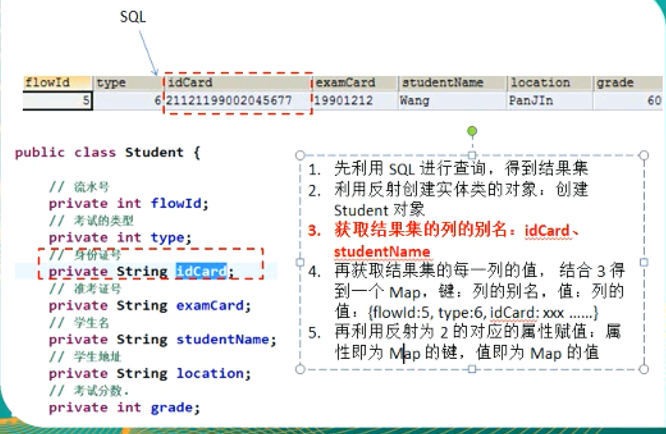 SQL
flowId type idCard examCard studentName location grade
5 6 21121199002045677 19901212 Wang PanJIn 60
public class Student {
// 流水号
private int flowId;
// 考试的类型
private int type;
// 身份证号
private String idCard;
// 准考证号
private String examCard;
// 学生名
private String studentName;
// 学生地址
private String location;
// 考试分数.
private int grade;
1. 先利用 SQL 进行查询，得到结果集
2. 利用反射创建实体类的对象：创建
Student 对象
3. 获取结果集的列的别名：idCard、
studentName
4. 再获取结果集的每一列的值， 结合 3 得
到一个 Map，键：列的别名，值：列的
值：{flowId:5, type:6, idCard: xxx ……}
5. 再利用反射为 2 的对应的属性赋值：属
性即为 Map 的键，值即为 Map 的值